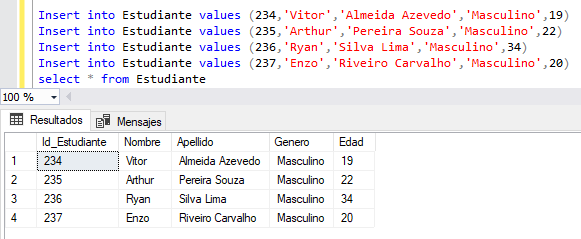 Insert into Estudiante values (234,'Vitor','Almeida Azevedo','Masculino',19)
Insert into Estudiante values (235,'Arthur','Pereira Souza','Masculino',22)
Insert into Estudiante values (236,'Ryan','Silva Lima','Masculino',34)
Insert into Estudiante values (237,'Enzo','Riveiro Carvalho','Masculino',20)
select * from Estudiante
100 %
Resultados Mensajes
Id_Estudiante Nombre Apellido Genero Edad
1 234 Vitor Almeida Azevedo Masculino 19
2 235 Arthur Pereira Souza Masculino 22
3 236 Ryan Silva Lima Masculino 34
4 237 Enzo Riveiro Carvalho Masculino 20